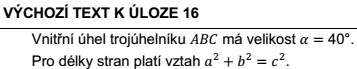 VÝCHOZÍ TEXT K ÚLOZE 16
Vnitřní úhel trojúhelníku ABC má velikost α = 40°.
Pro délky stran platí vztah a² + b² = c².